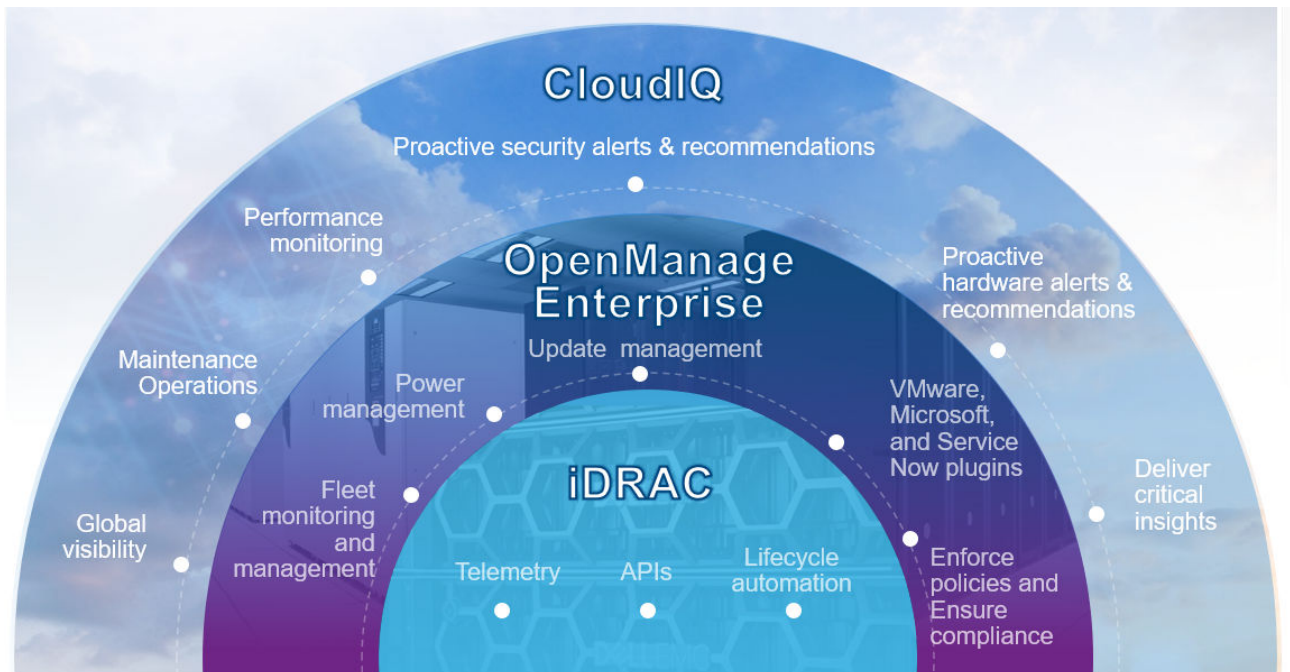 CloudIQ
Proactive security alerts & recommendations
Performance
monitoring
Proactive
hardware alerts &
recommendations
Maintenance
Operations
Global
visibility
Deliver
critical
insights
OpenManage
Enterprise
Update management
Power
management
VMware,
Microsoft,
and Service
Now plugins
Fleet
monitoring
and
management
Enforce
policies and
Ensure
compliance
iDRAC
Telemetry
APIs
Lifecycle
automation